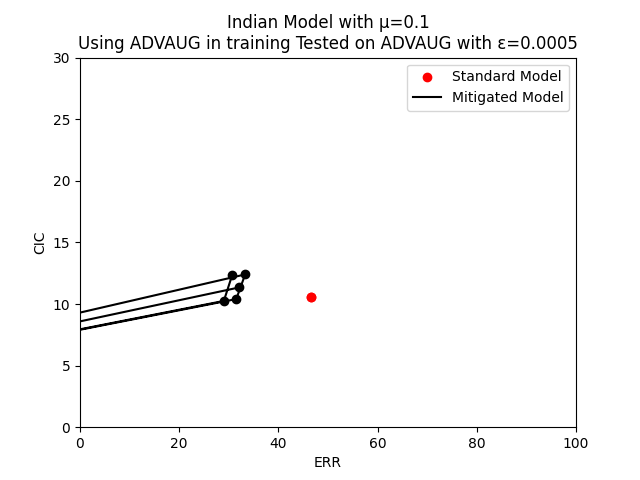 Indian Model with μ=0.1
Using ADVAUG in training Tested on ADVAUG with ε=0.0005
Standard Model
Mitigated Model
30
25
20
15
10
5
0
CIC
0 20 40 60 80 100
ERR